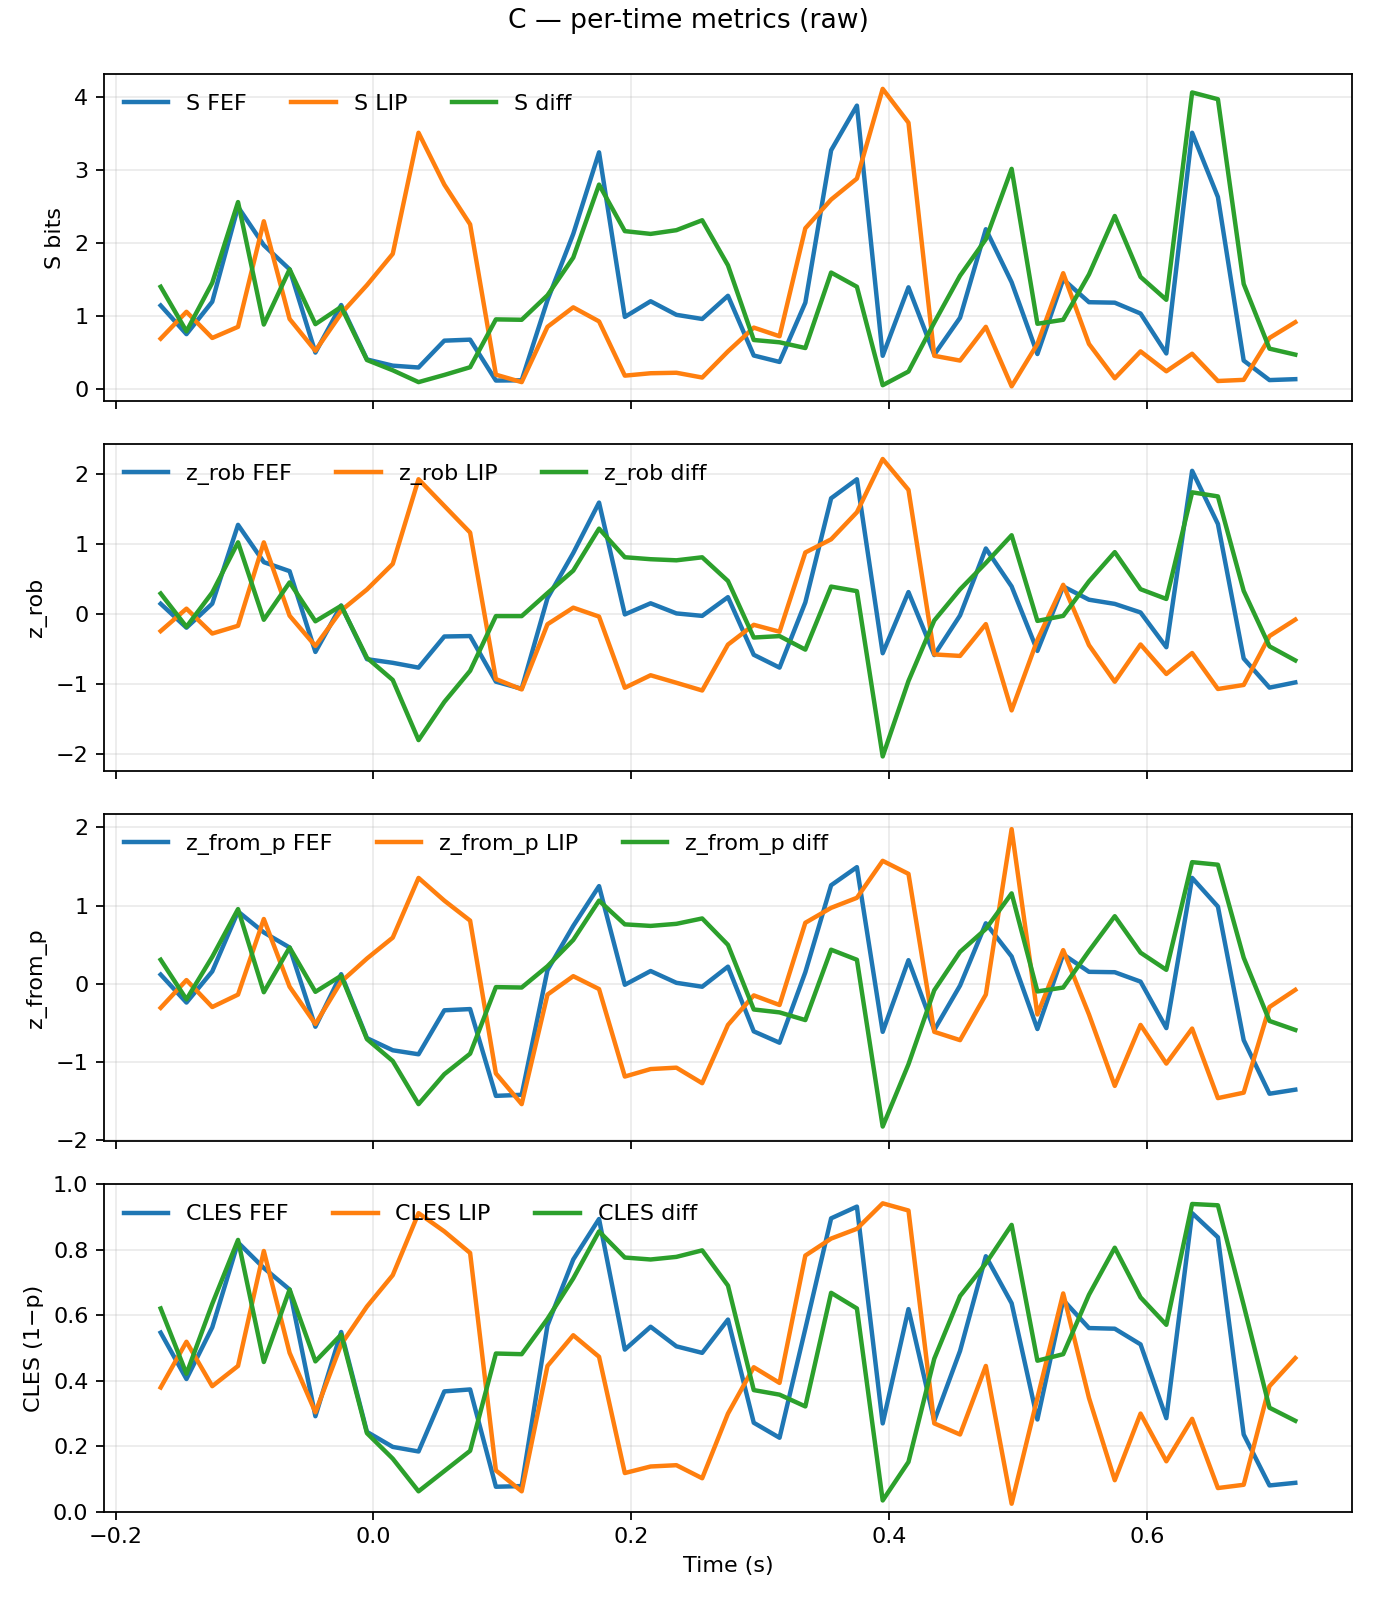 C — per-time metrics (raw)
S FEF S LIP S diff
4
3
2
1
0
S bits
z_rob FEF z_rob LIP z_rob diff
2
1
0
−1
−2
z_rob
z_from_p FEF z_from_p LIP z_from_p diff
2
1
0
−1
−2
z_from_p
CLES FEF CLES LIP CLES diff
1.0
0.8
0.6
0.4
0.2
0.0
CLES (1−p)
−0.2 0.0 0.2 0.4 0.6
Time (s)